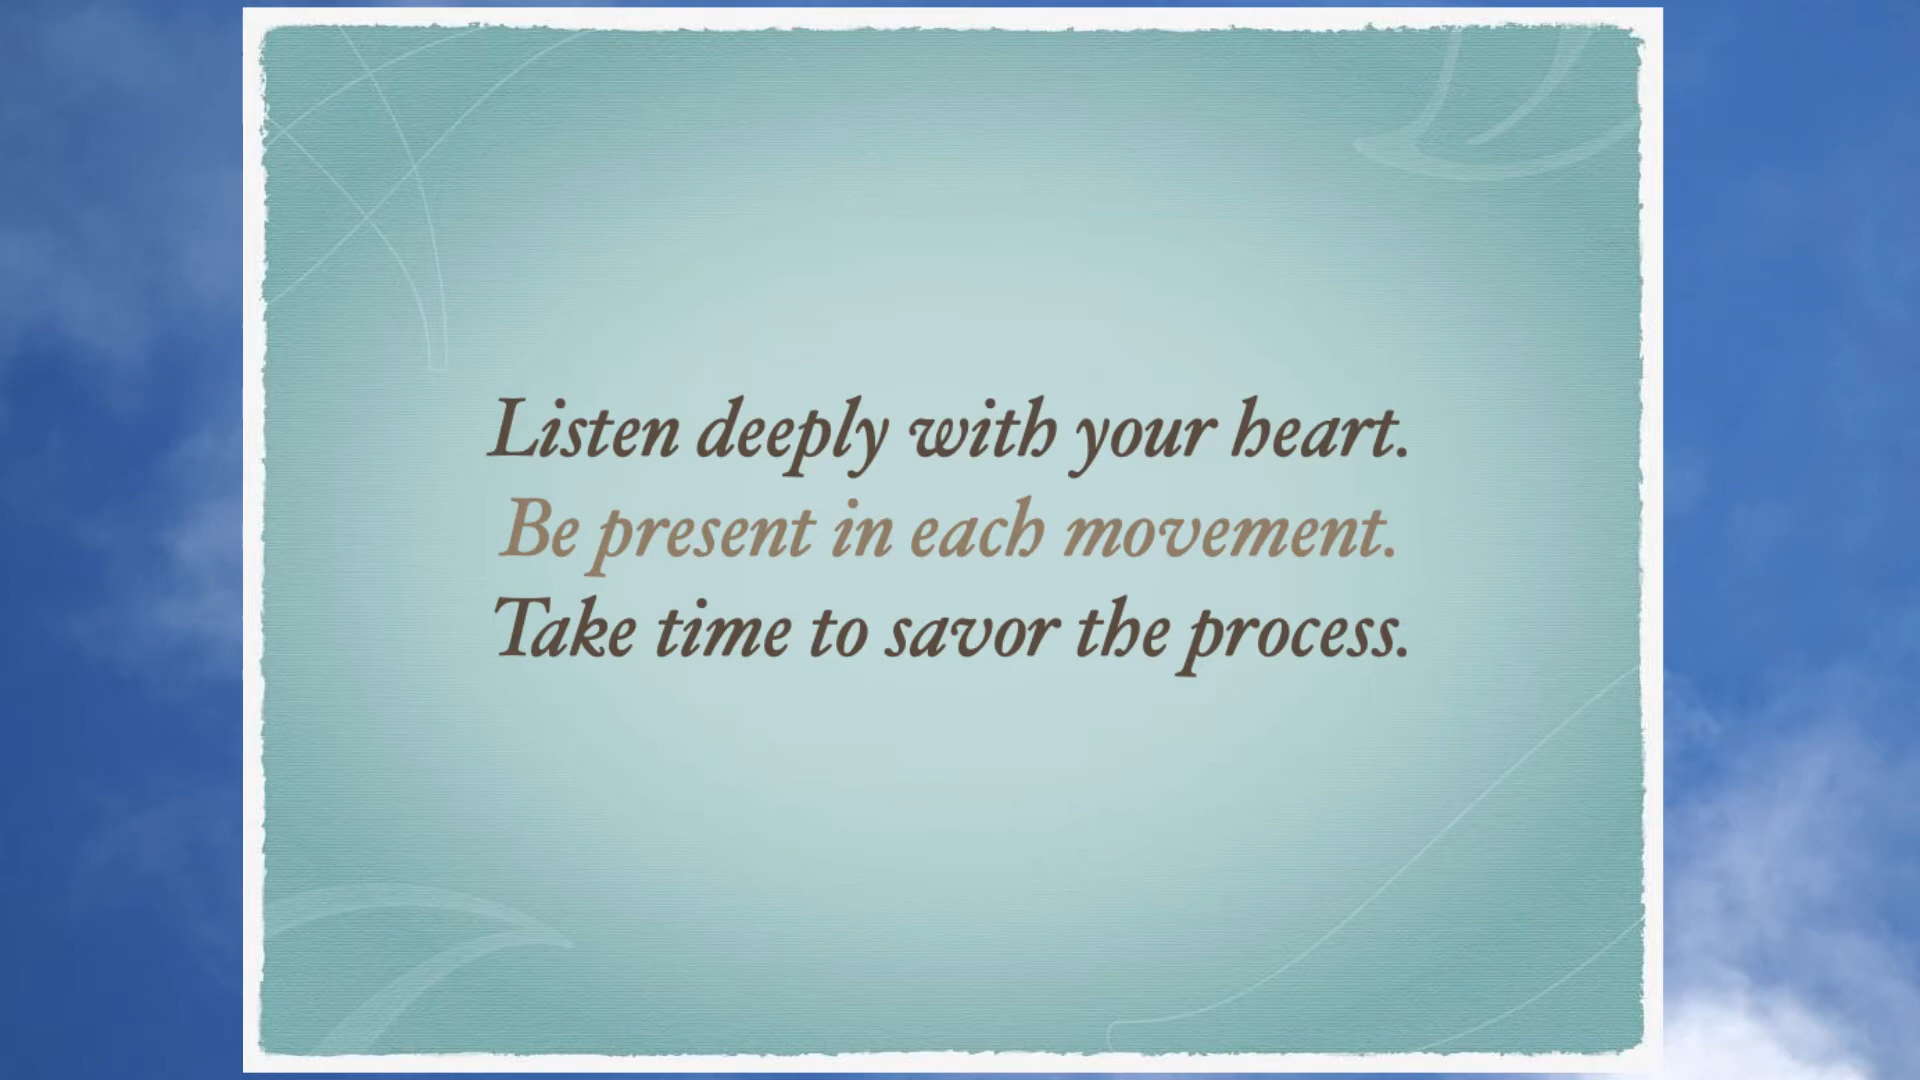 Listen deeply with your heart.
Be present in each movement.
Take time to savor the process.